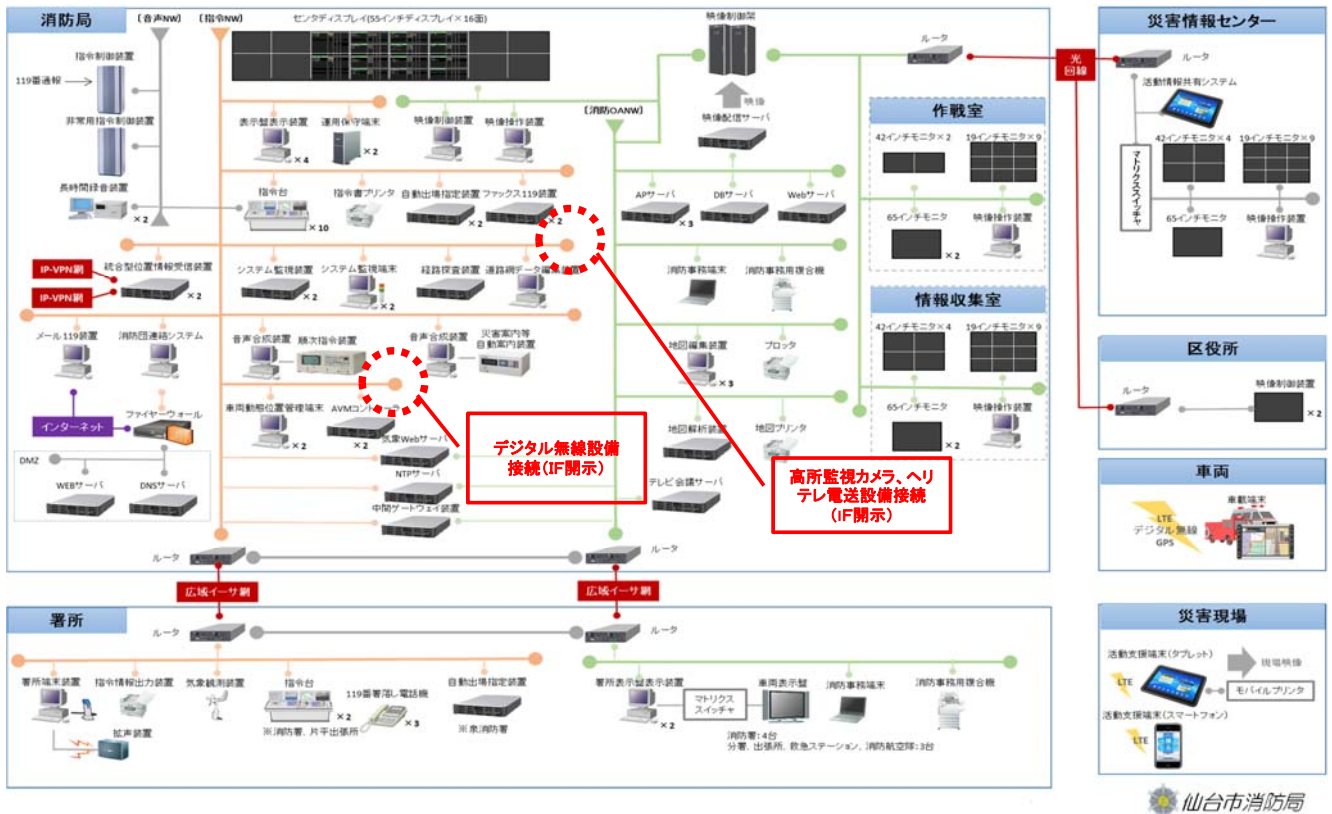 消防局
〔音声NW〕
〔指令NW〕
センタディスプレイ(55インチディスプレイ×16面)
指令制御装置
119番通報
非常用指令制御装置
長時間録音装置
×2
表示盤表示装置
×4
運用保守端末
×2
映像制御装置
映像操作装置
映像制御架
映像
映像配信サーバ
〔消防OANW〕
ルータ
指令台
×10
指令書プリンタ
自動出場指定装置
×2
ファックス119装置
×2
APサーバ
×3
DBサーバ
Webサーバ
IP-VPN網
IP-VPN網
統合型位置情報受信装置
×2
システム監視装置
×2
システム監視端末
×2
経路探査装置
×2
道路網データ編集装置
消防事務端末
消防事務用複合機
メール119装置
消防団連絡システム
音声合成装置
順次指令装置
音声合成装置
災害案内等
自動案内装置
地図編集装置
×3
プロッタ
インターネット
ファイヤーウォール
車両動態位置管理端末
×2
AVMコントローラ
×2
地図解析装置
地図プリンタ
DMZ
WEBサーバ
DNSサーバ
気象Webサーバ
NTPサーバ
中間ゲートウェイ装置
テレビ会議サーバ
ルータ
ルータ
デジタル無線設備
接続(IF開示)
高所監視カメラ、ヘリ
テレ電送設備接続
(IF開示)
作戦室
42インチモニタ×2
19インチモニタ×9
65インチモニタ
×2
映像操作装置
情報収集室
42インチモニタ×4
19インチモニタ×9
65インチモニタ
×2
映像操作装置
光
回線
災害情報センター
ルータ
活動情報共有システム
マトリクススイッチャ
42インチモニタ×4
19インチモニタ×9
65インチモニタ
×2
映像操作装置
区役所
ルータ
映像制御装置
×2
車両
車載端末
LTE
デジタル無線
GPS
広域イーサ網
広域イーサ網
署所
ルータ
ルータ
署所端末装置
指令情報出力装置
気象観測装置
拡声装置
指令台
×2
119番署落し電話機
×3
※消防署、片平出張所
自動出場指定装置
※泉消防署
署所表示盤表示装置
×2
マトリクス
スイッチャ
車両表示盤
消防署:4台
分署、出張所、救急ステーション、消防航空隊:3台
消防事務端末
消防事務用複合機
災害現場
活動支援端末(タブレット)
LTE
現場映像
モバイルプリンタ
活動支援端末(スマートフォン)
LTE
仙台市消防局